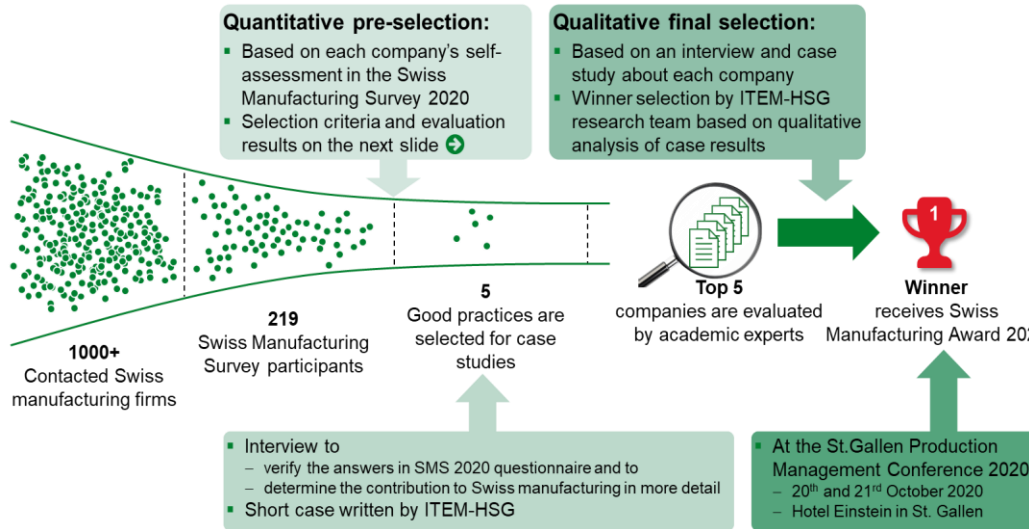 Quantitative pre-selection:
▪ Based on each company's self-
assessment in the Swiss
Manufacturing Survey 2020
▪ Selection criteria and evaluation
results on the next slide
Qualitative final selection:
▪ Based on an interview and case
study about each company
▪ Winner selection by ITEM-HSG
research team based on qualitative
analysis of case results
1000+
Contacted Swiss
manufacturing firms
219
Swiss Manufacturing
Survey participants
5
Good practices are
selected for case
studies
Top 5
companies are evaluated
by academic experts
1
Winner
receives Swiss
Manufacturing Award
▪ Interview to
– verify the answers in SMS 2020 questionnaire and to
– determine the contribution to Swiss manufacturing in more detail
▪ Short case written by ITEM-HSG
▪ At the St.Gallen Production
Management Conference 2020
– 20th and 21rd October 2020
– Hotel Einstein in St. Gallen